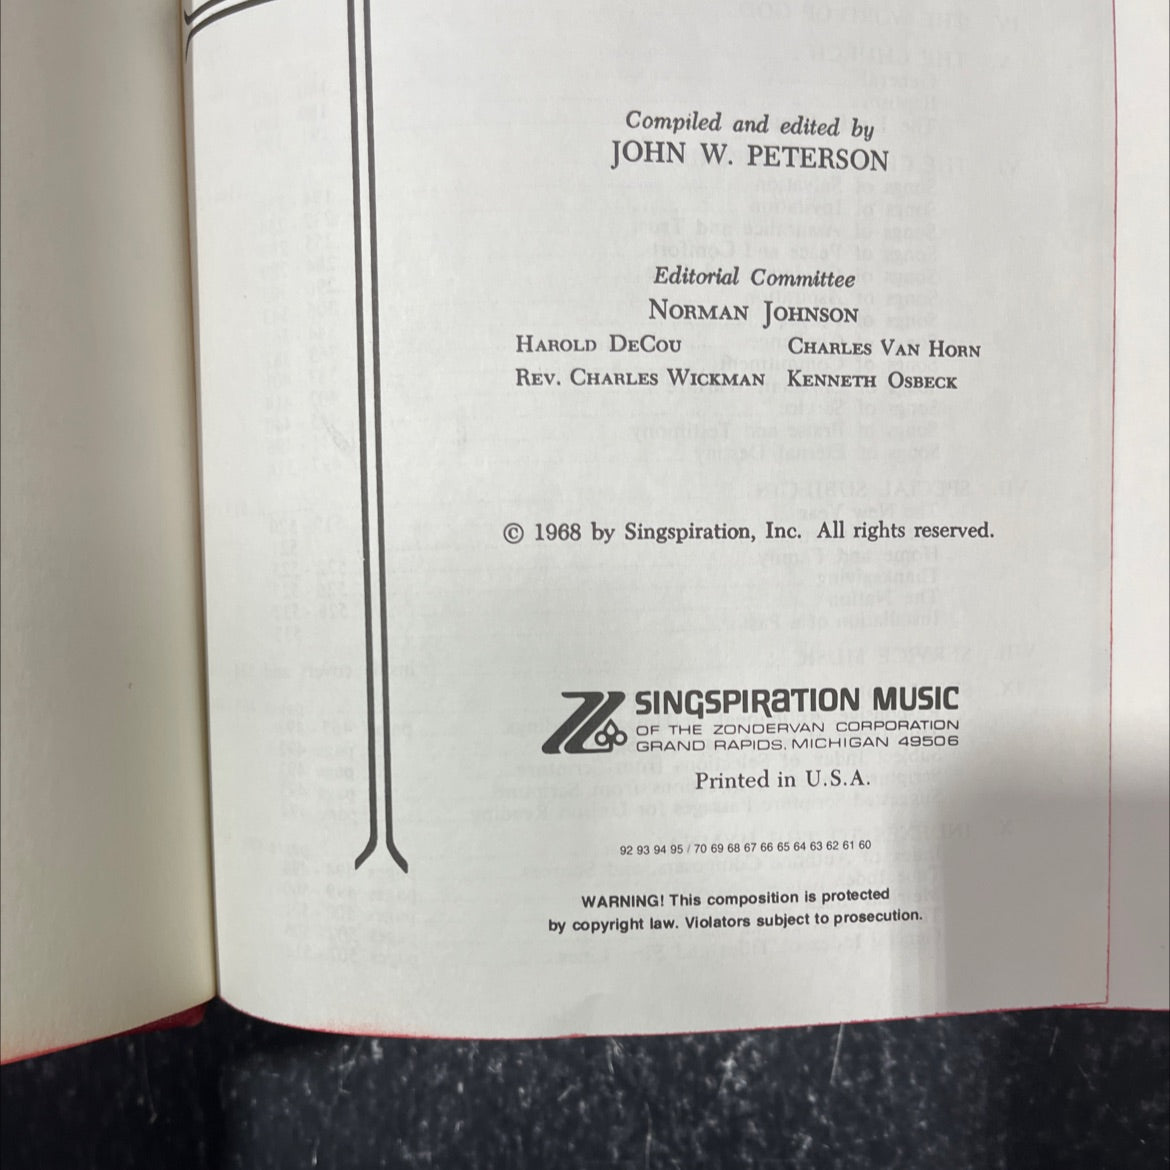 Compiled and edited by
JOHN W. PETERSON
Editorial Committee
NORMAN JOHNSON
HAROLD DECOU CHARLES VAN HORN
REV. CHARLES WICKMAN KENNETH OSBECK
© 1968 by Singspiration, Inc. All rights reserved.
SINGSPIRATION MUSIC
OF THE ZONDERVAN CORPORATION
GRAND RAPIDS, MICHIGAN 49506
Printed in U.S.A.
92 93 94 95 / 70 69 68 67 66 65 64 63 62 61 60
WARNING! This composition is protected
by copyright law. Violators subject to prosecution.